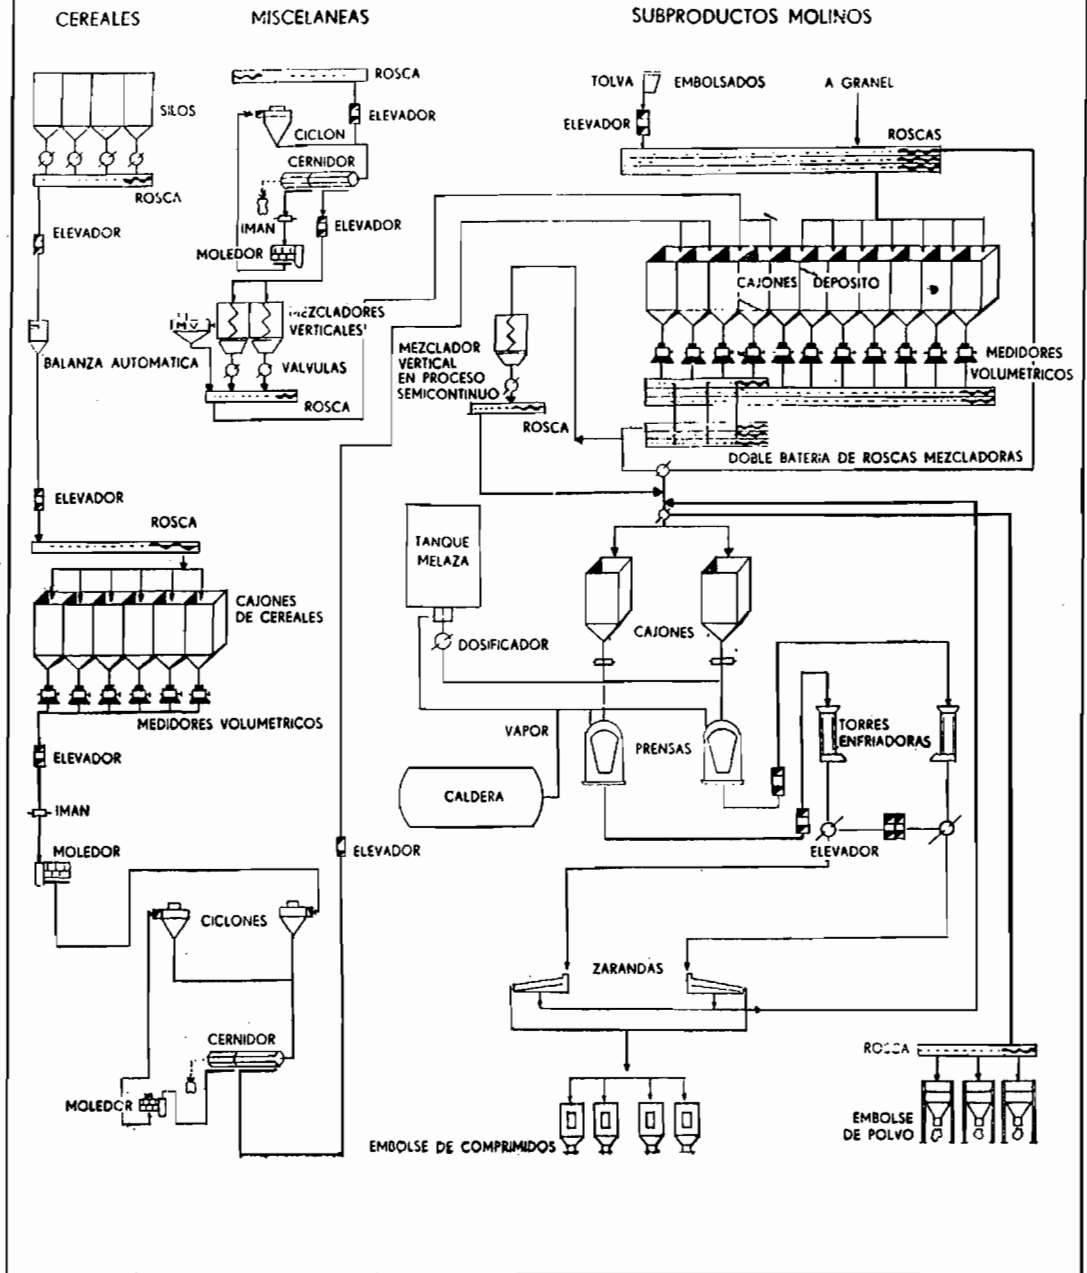 CEREALES
MISCELANEAS
SUBPRODUCTOS MOLINOS
SILOS
ROSCA
ELEVADOR
BALANZA AUTOMATICA
ELEVADOR
ROSCA
CAJONES
DE CEREALES
MEDIDORES VOLUMETRICOS
ELEVADOR
IMAN
MOLEDOR
CICLONES
CERNIDOR
MOLEDOR
ELEVADOR
ROSCA
ELEVADOR
CICLON
CERNIDOR
IMAN
ELEVADOR
MOLEDOR
MEZCLADORES
VERTICALES
VALVULAS
ROSCA
TOLVA
EMBOLSADOS
A GRANEL
ELEVADOR
ROSCAS
CAJONES DEPOSITO
MEDIDORES
VOLUMETRICOS
MEZCLADOR
VERTICAL
EN PROCESO
SEMICONTINUO
ROSCA
DOBLE BATERIA DE ROSCAS MEZCLADORAS
TANQUE
MELAZA
CAJONES
DOSIFICADOR
VAPOR
PRENSAS
TORRES
ENFRIADORAS
CALDERA
ELEVADOR
ZARANDAS
ROSCA
EMBOLSE DE COMPRIMIDOS
EMBOLSE
DE POLVO